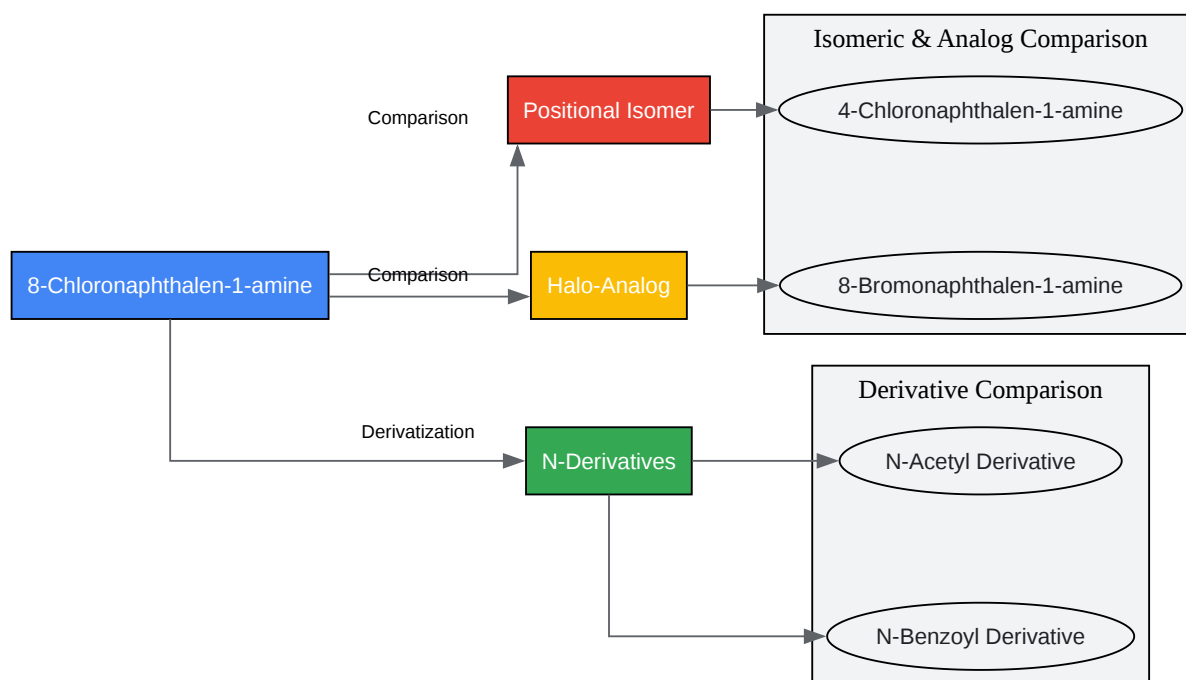 Isomeric & Analog Comparison
Comparison
Positional Isomer
4-Chloronaphthalen-1-amine
8-Chloronaphthalen-1-amine
Comparison
Halo-Analog
8-Bromonaphthalen-1-amine
Derivative Comparison
Derivatization
N-Derivatives
N-Acetyl Derivative
N-Benzoyl Derivative